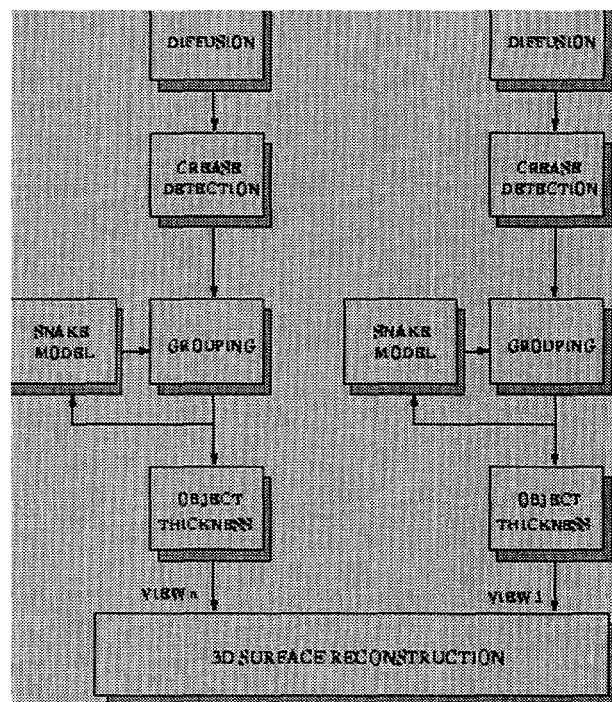 DIFFUSION
DIFFUSION
CREASE
DETECTION
CREASE
DETECTION
SNAKE
MODEL
GROUPING
SNAKE
MODEL
GROUPING
OBJECT
THICKNESS
OBJECT
THICKNESS
VIEW n
VIEW 1
3D SURFACE RECONSTRUCTION